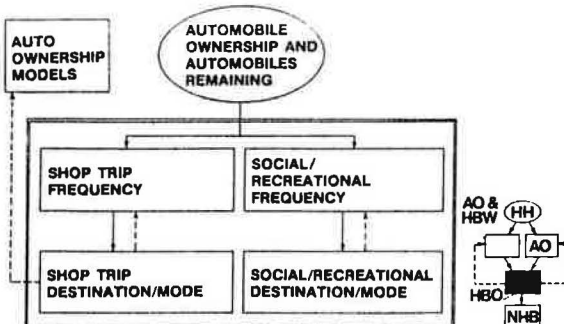 AUTO
OWNERSHIP
MODELS
AUTOMOBILE
OWNERSHIP AND
AUTOMOBILES
REMAINING
SHOP TRIP
FREQUENCY
SOCIAL/
RECREATIONAL
FREQUENCY
SHOP TRIP
DESTINATION/MODE
SOCIAL/RECREATIONAL
DESTINATION/MODE
AO &
HBW
HH
AO
HBO
NHB